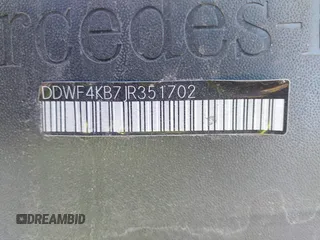 rcedes-
DDWF4KB7JR351702
DREAMBID